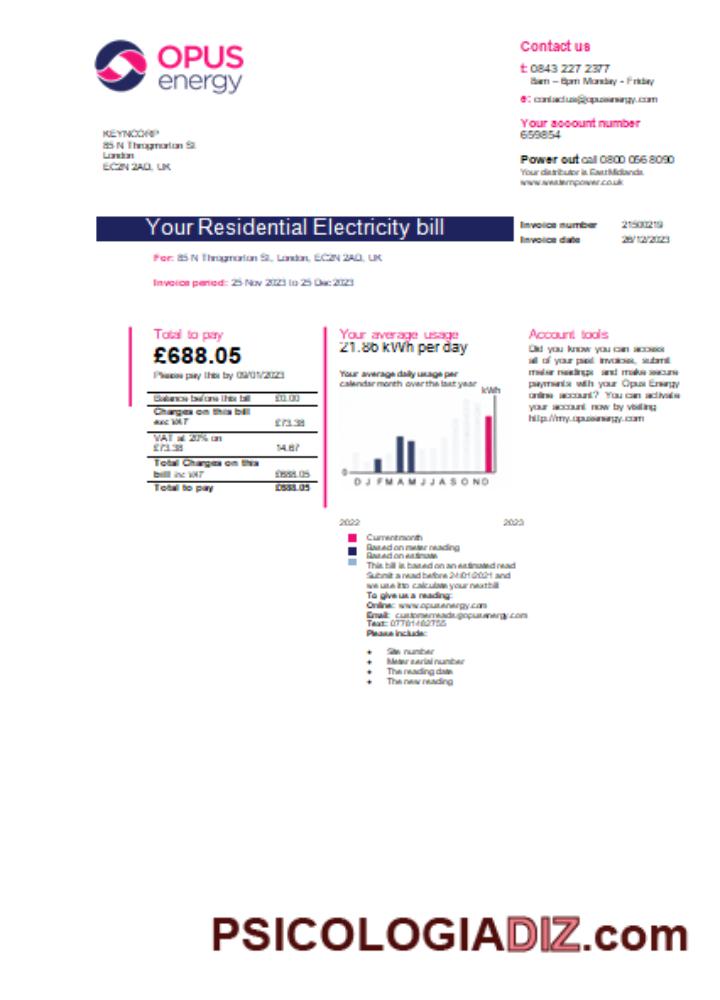 OPUS
energy
Contact us
t: 0843 227 2377
8am – 6pm Monday - Friday
e: contactus@opusenergy.com
Your account number
659854
KEYNCORP
85 N Throgmorton St.
London
EC2N 2AD, UK
Power out call 0800 056 8090
Your distributor is EastMidlands.
www.westernpower.co.uk
Your Residential Electricity bill
Invoice number 21500219
Invoice date 26/12/2023
For: 85 N Throgmorton St., London, EC2N 2AD, UK
Invoice period: 25 Nov 2023 to 25 Dec 2023
Total to pay
£688.05
Please pay this by 09/01/2023
Balance before this bill £0.00
Charges on this bill
exc VAT £73.38
VAT at 20% on
£73.38 14.67
Total Charges on this
bill inc VAT £688.05
Total to pay £688.05
Your average usage
21.86 kWh per day
Your average daily usage per
calendar month over the last year
kWh
0
D J F M A M J J A S O N D
2022 2023
Current month
Based on meter reading
Based on estimate
This bill is based on an estimated read
Submit a read before 24/01/2021 and
we use it to calculate your next bill
To give us a reading:
Online: www.opusenergy.com
Email: customerreads@opusenergy.com
Text: 07781482755
Please include:
• Site number
• Meter serial number
• The reading date
• The new reading
Account tools
Did you know you can access
all of your past invoices, submit
meter readings and make secure
payments with your Opus Energy
online account? You can activate
your account now by visiting
http://my.opusenergy.com
PSICOLOGIADIZ.com